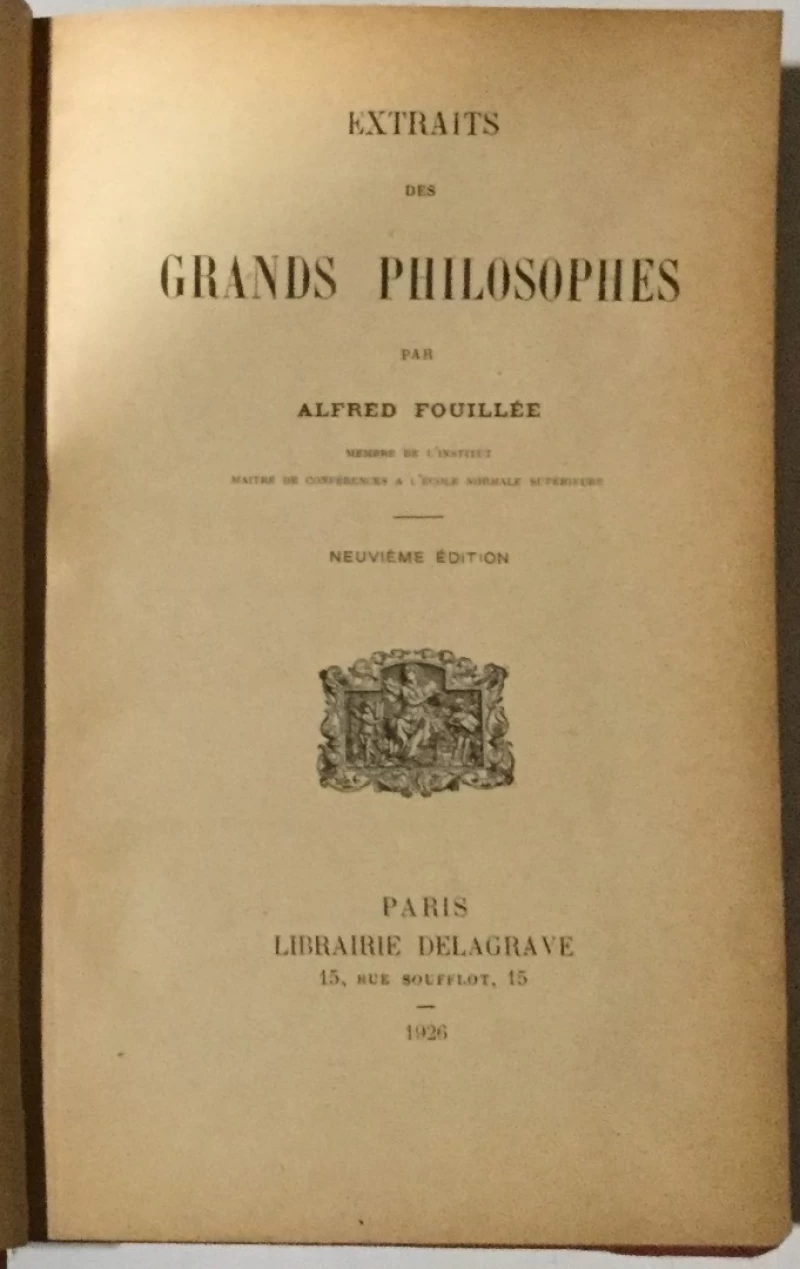 EXTRAITS
DES
GRANDS PHILOSOPHES
PAR
ALFRED FOUILLÉE
MEMBRE DE L'INSTITUT
MAITRE DE CONFÉRENCES A L'ÉCOLE NORMALE SUPÉRIEURE
NEUVIÈME ÉDITION
PARIS
LIBRAIRIE DELAGRAVE
15, RUE SOUFFLOT, 15
1926